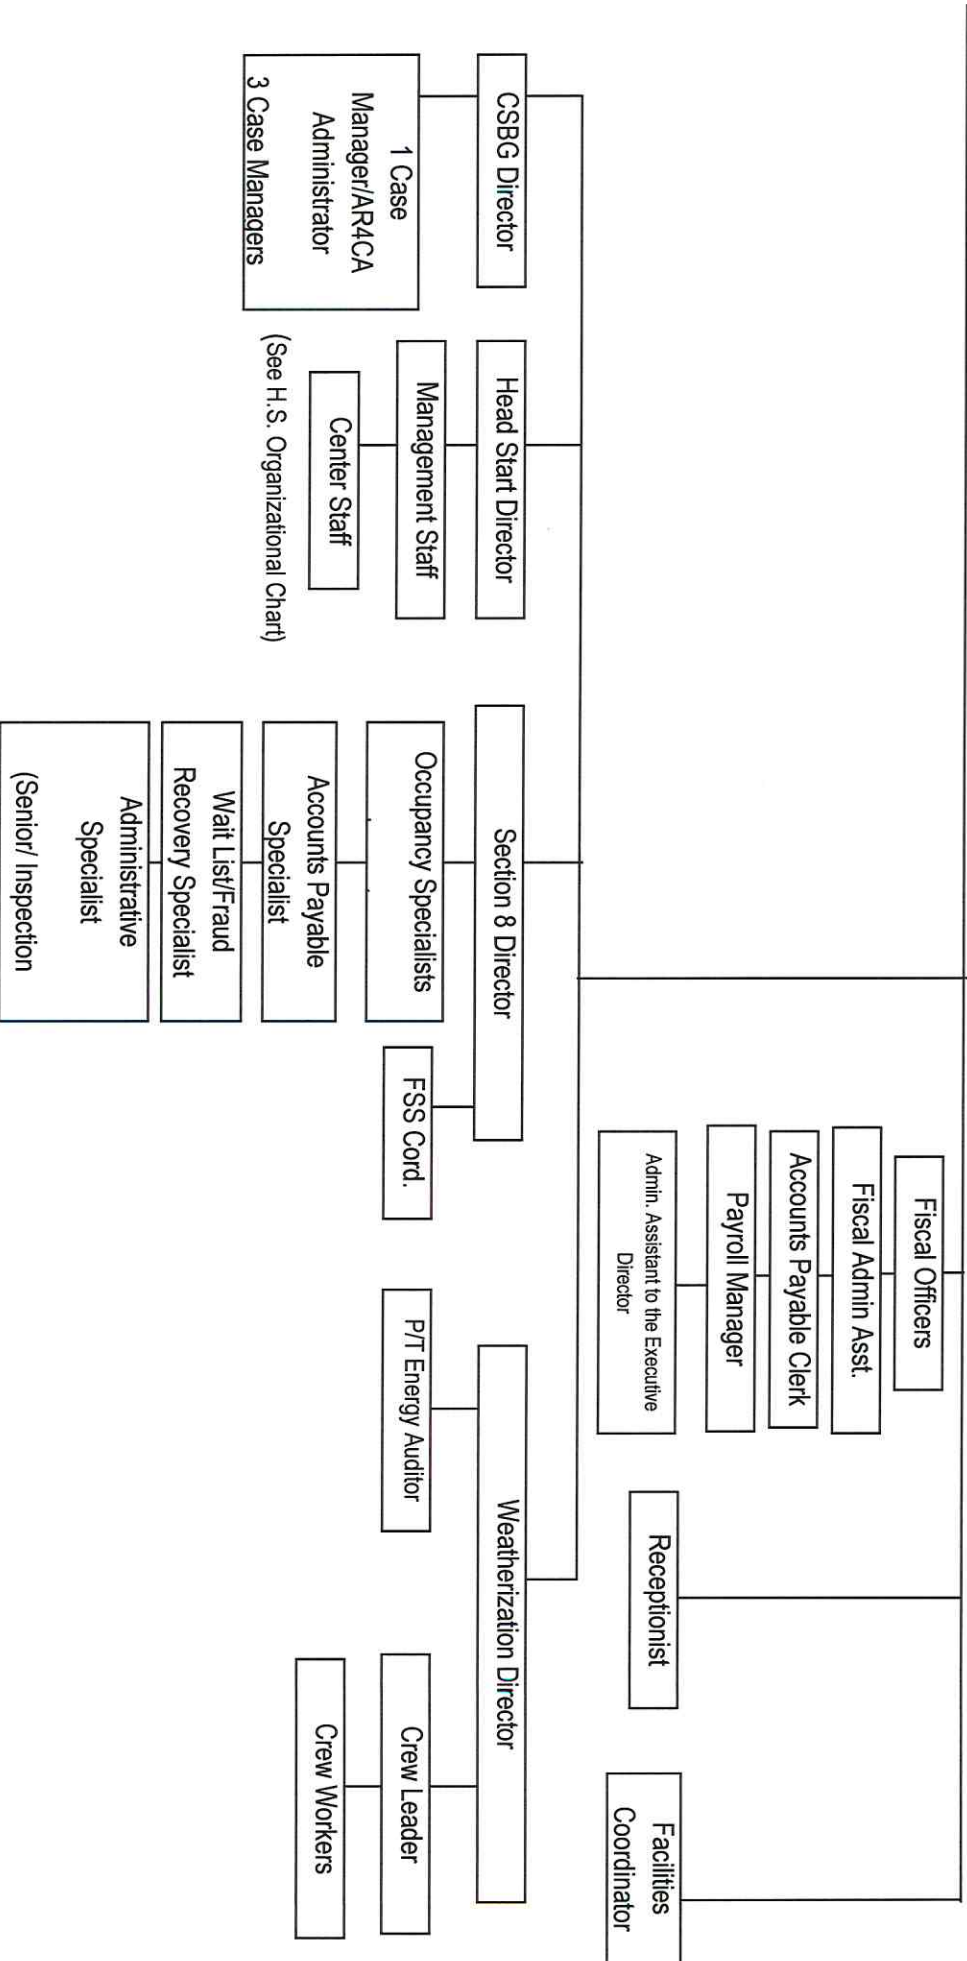 Fiscal Officers
Fiscal Admin Asst.
Accounts Payable Clerk
Payroll Manager
Admin. Assistant to the Executive
Director
Receptionist
Facilities
Coordinator
CSBG Director
1 Case
Manager/AR4CA
Administrator
3 Case Managers
Head Start Director
Management Staff
Center Staff
(See H.S. Organizational Chart)
Section 8 Director
Occupancy Specialists
Accounts Payable
Specialist
Wait List/Fraud
Recovery Specialist
Administrative
Specialist
(Senior/ Inspection
FSS Cord.
Weatherization Director
P/T Energy Auditor
Crew Leader
Crew Workers